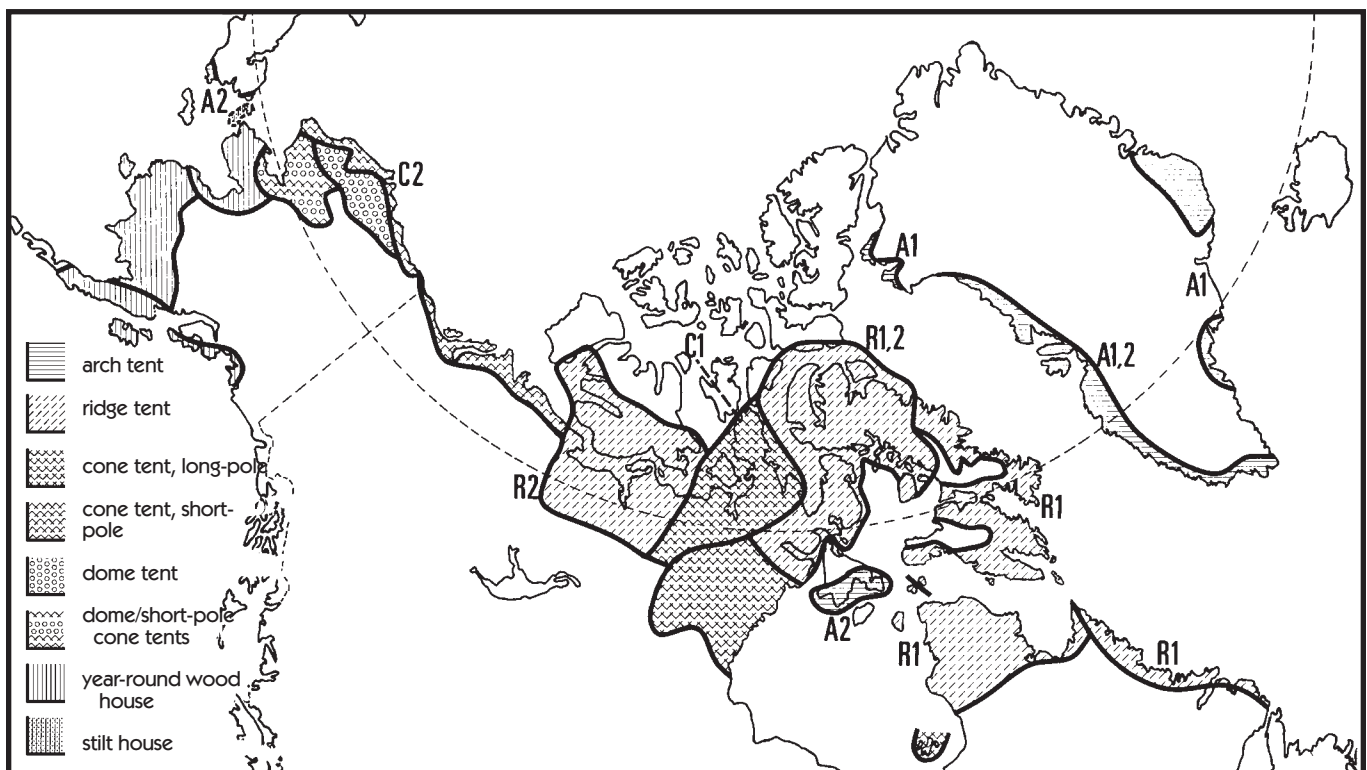 A2
C2
A1
A1
C1
R1,2
A1,2
R2
R1
A2
R1
R1
arch tent
ridge tent
cone tent, long-pole
cone tent, short-
pole
dome tent
dome/short-pole
cone tents
year-round wood
house
stilt house